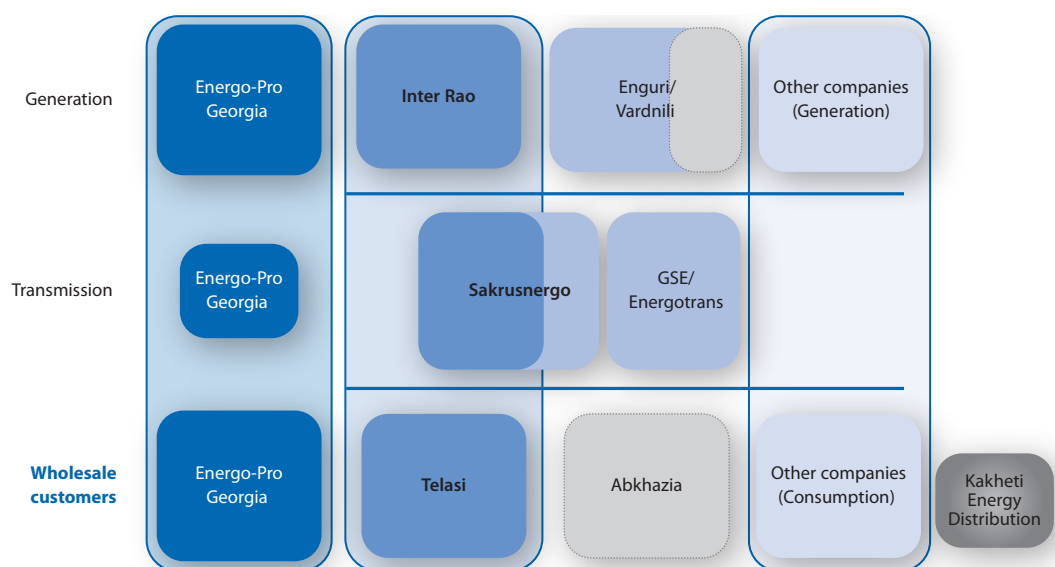 Generation
Energo-Pro
Georgia
Inter Rao
Enguri/
Vardnili
Other companies
(Generation)
Transmission
Energo-Pro
Georgia
Sakrusnergo
GSE/
Energotrans
Wholesale
customers
Energo-Pro
Georgia
Telasi
Abkhazia
Other companies
(Consumption)
Kakheti
Energy
Distribution